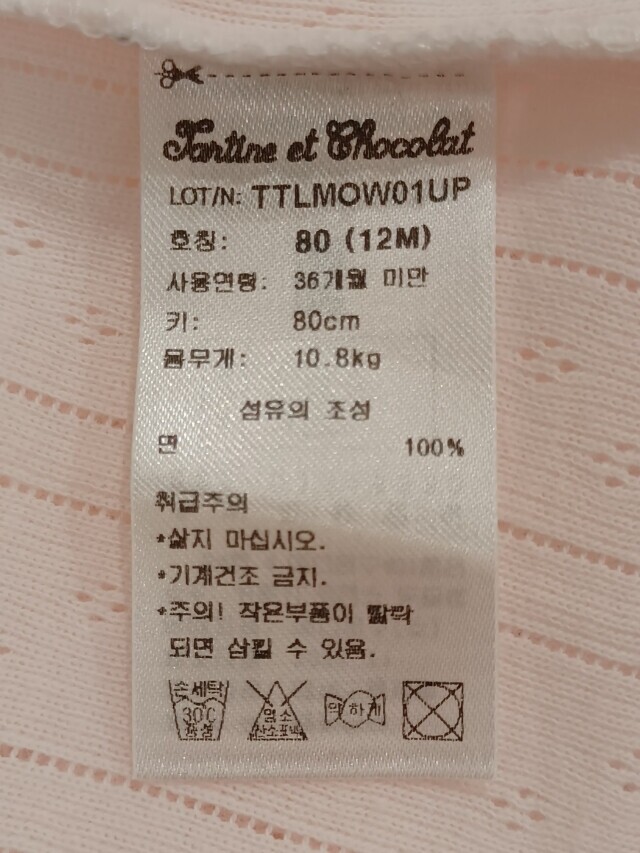 Tartine et Chocolat
LOT/N: TTLMOW01UP
호칭: 80 (12M)
사용연령: 36개월 미만
키: 80cm
몸무게: 10.8kg
섬유의 조성
면 100%
취급주의
*삶지 마십시오.
*기계건조 금지.
*주의! 작은부품이 탈락
되면 삼킬 수 있음.
손세탁 염소 약하게
30℃ 산소표백
중성